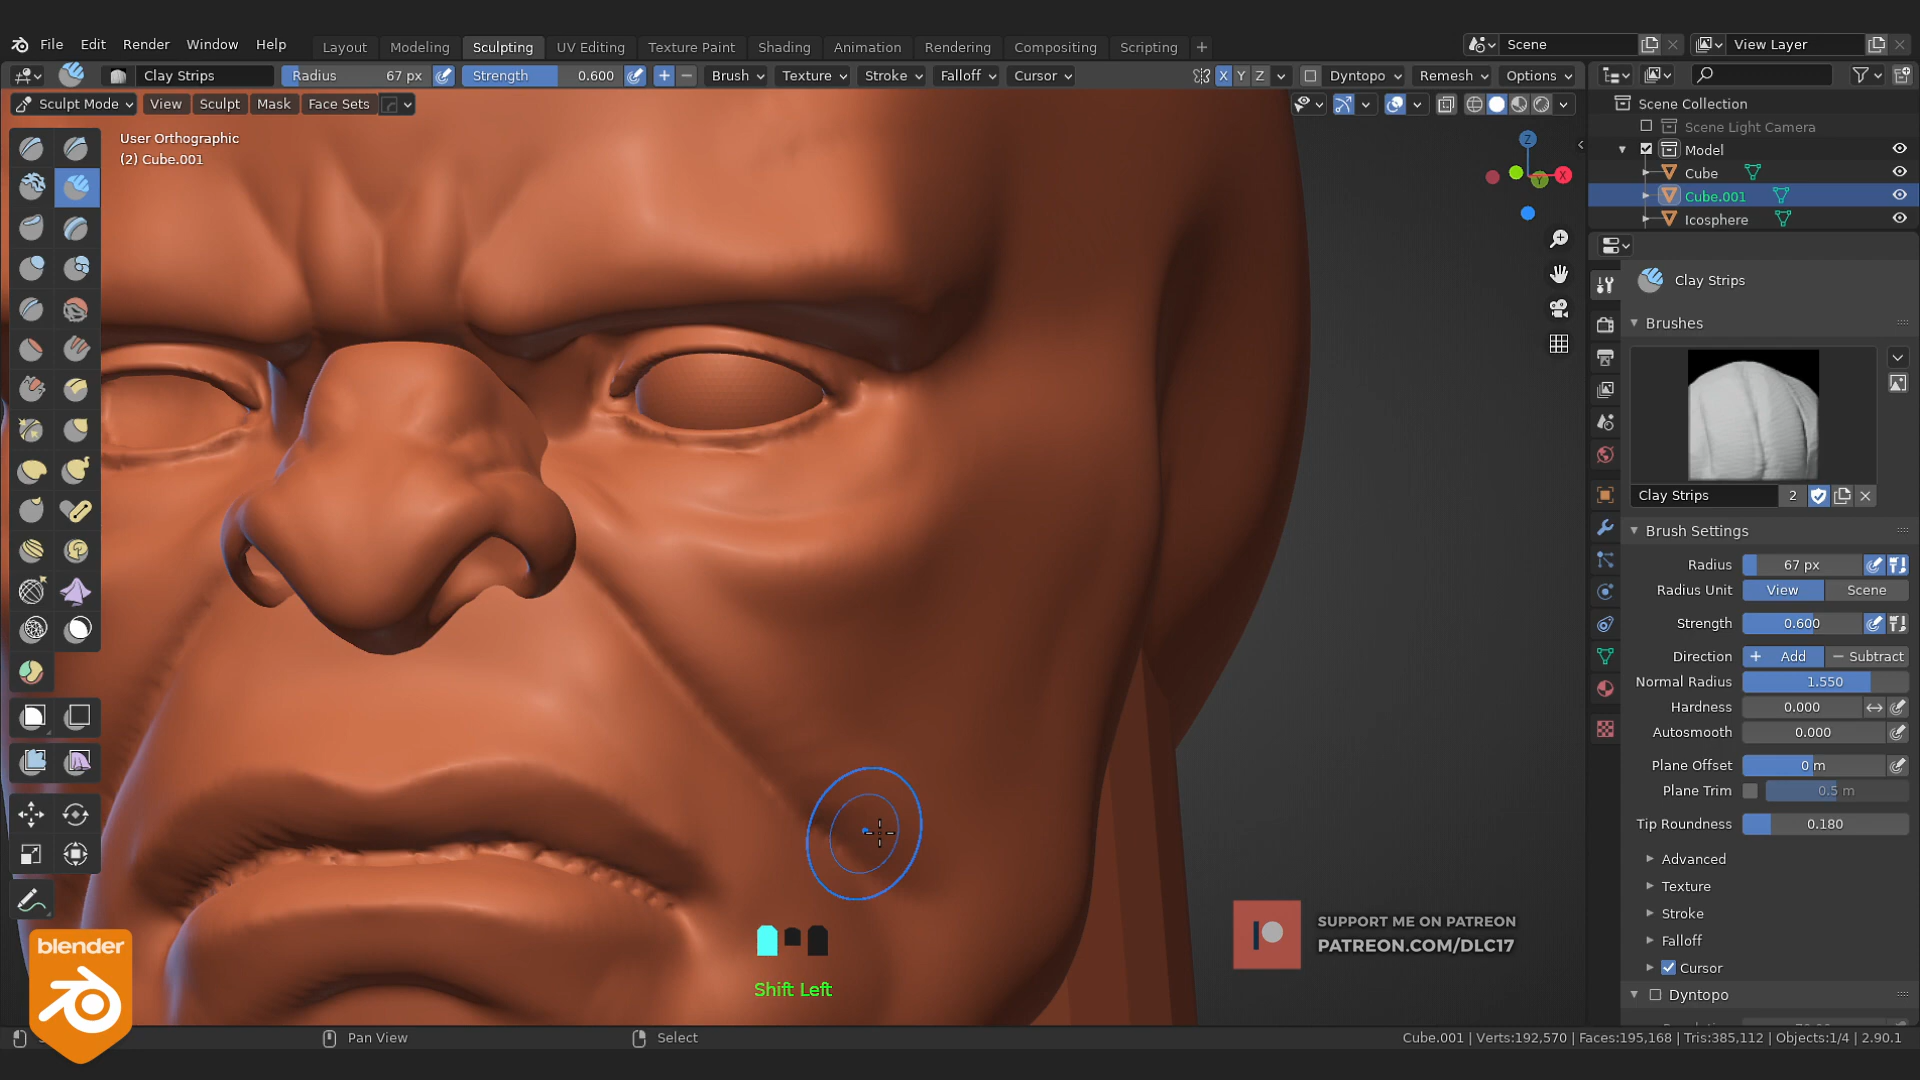 File Edit Render Window Help Layout Modeling Sculpting UV Editing Texture Paint Shading Animation Rendering Compositing Scripting + Scene View Layer
Clay Strips Radius 67 px Strength 0.600 Brush Texture Stroke Falloff Cursor X Y Z Dyntopo Remesh Options
Sculpt Mode View Sculpt Mask Face Sets
User Orthographic
(2) Cube.001
Z
X
Y
Scene Collection
Scene Light Camera
Model
Cube
Cube.001
Icosphere
Clay Strips
Brushes
Clay Strips 2
Brush Settings
Radius 67 px
Radius Unit View Scene
Strength 0.600
Direction + Add − Subtract
Normal Radius 1.550
Hardness 0.000
Autosmooth 0.000
Plane Offset 0 m
Plane Trim 0.5 m
Tip Roundness 0.180
Advanced
Texture
Stroke
Falloff
Cursor
Dyntopo
SUPPORT ME ON PATREON
PATREON.COM/DLC17
Shift Left
blender
Pan View Select Cube.001 | Verts:192,570 | Faces:195,168 | Tris:385,112 | Objects:1/4 | 2.90.1